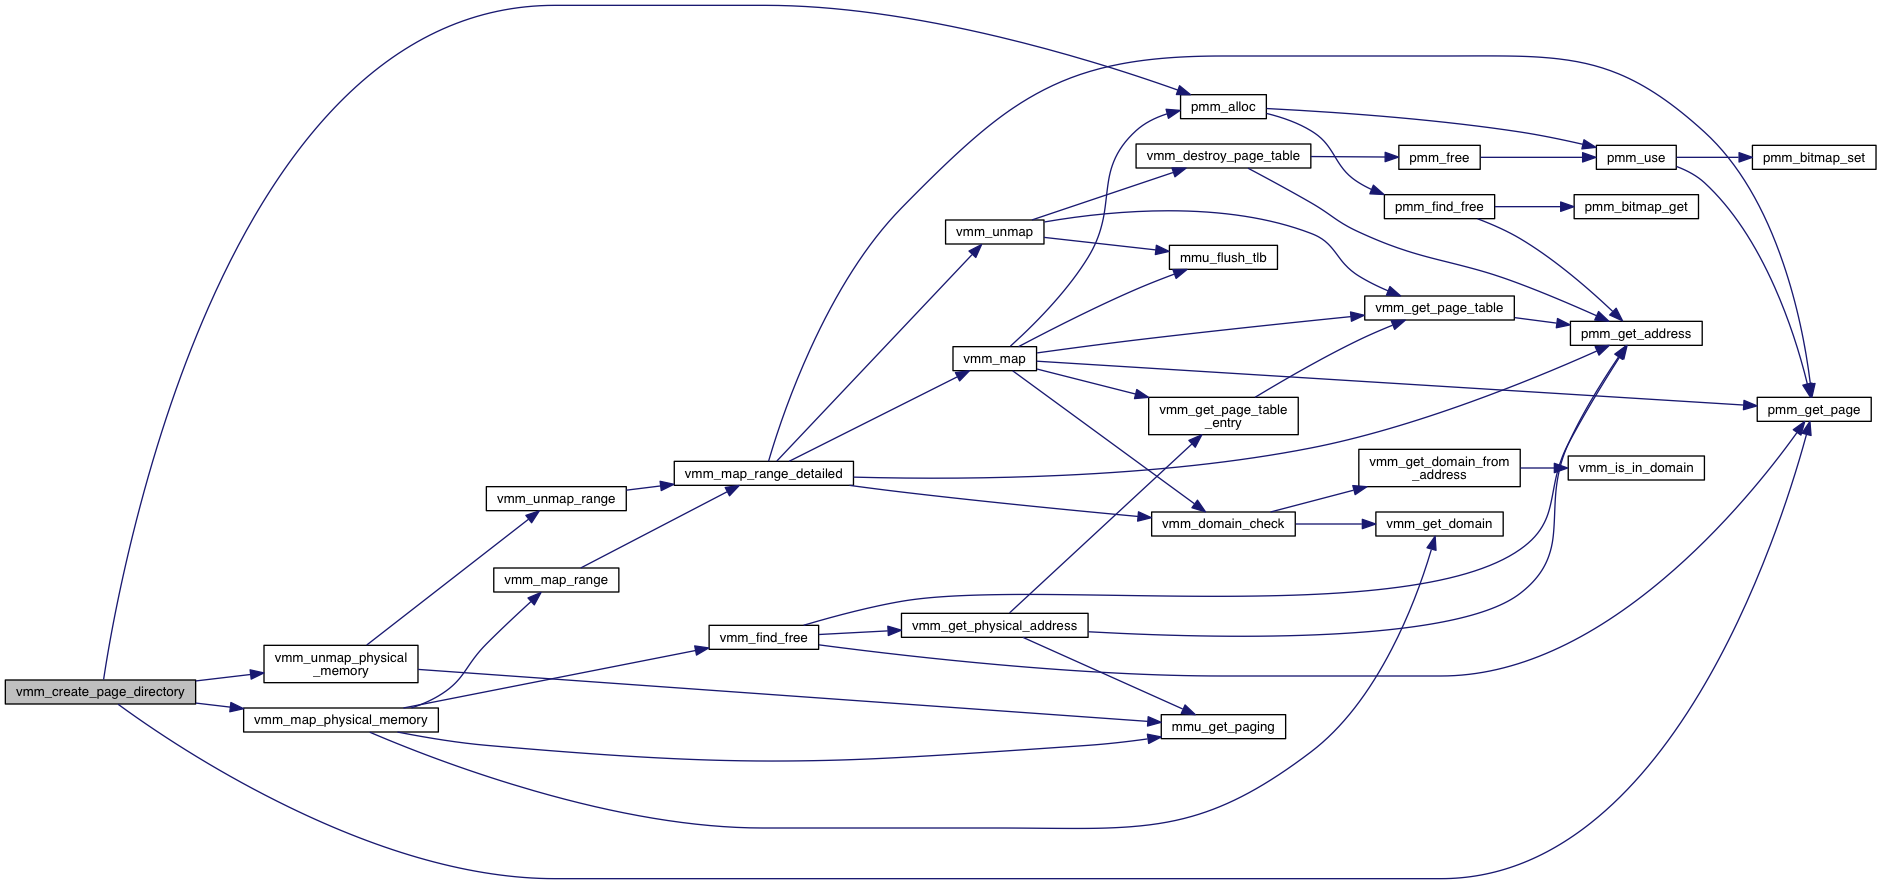 pmm_alloc
vmm_destroy_page_table
pmm_free
pmm_use
pmm_bitmap_set
pmm_find_free
pmm_bitmap_get
vmm_unmap
mmu_flush_tlb
vmm_get_page_table
pmm_get_address
vmm_map
vmm_get_page_table
_entry
pmm_get_page
vmm_map_range_detailed
vmm_get_domain_from
_address
vmm_is_in_domain
vmm_unmap_range
vmm_domain_check
vmm_get_domain
vmm_map_range
vmm_find_free
vmm_get_physical_address
vmm_unmap_physical
_memory
vmm_create_page_directory
vmm_map_physical_memory
mmu_get_paging